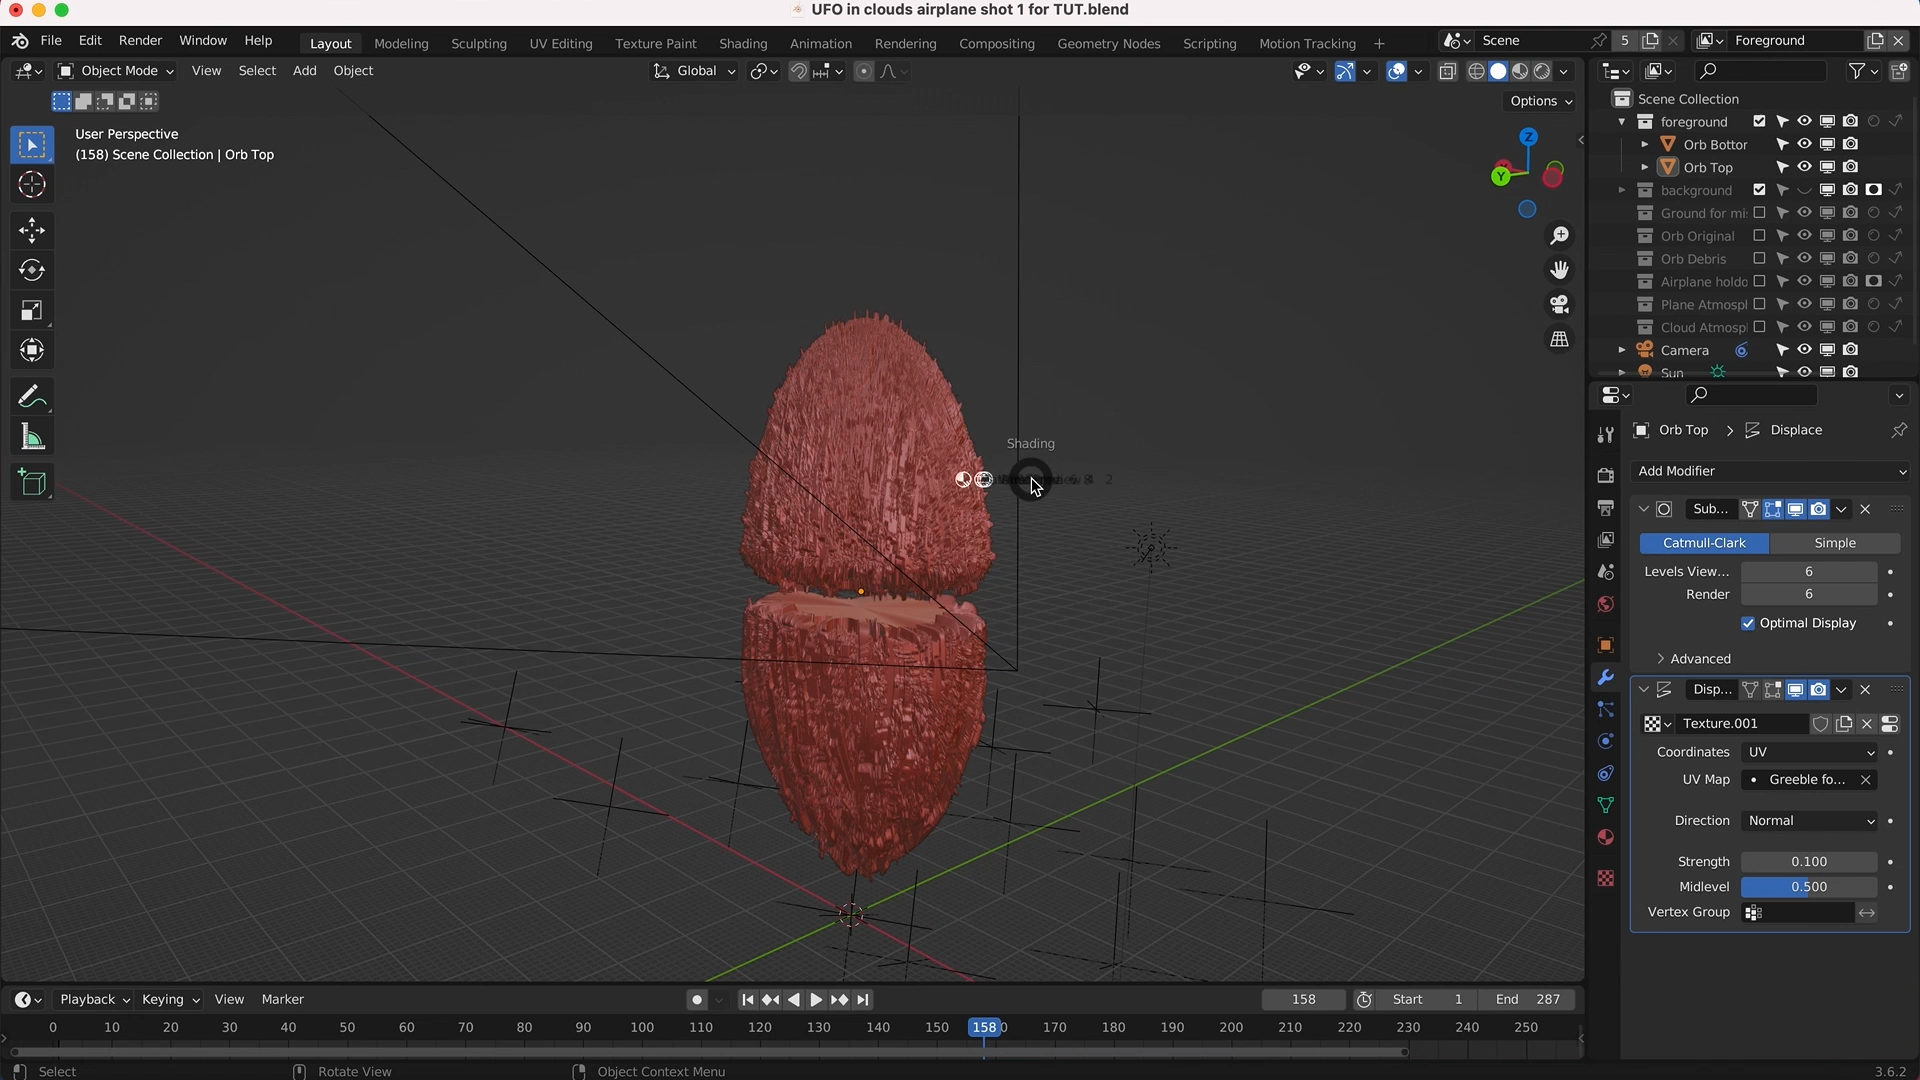 UFO in clouds airplane shot 1 for TUT.blend
File Edit Render Window Help Layout Modeling Sculpting UV Editing Texture Paint Shading Animation Rendering Compositing Geometry Nodes Scripting Motion Tracking + Scene 5 Foreground
Object Mode View Select Add Object Global
Options
User Perspective
(158) Scene Collection | Orb Top
Z
Y
Shading
2
Scene Collection
foreground
Orb Bottor
Orb Top
background
Ground for mi
Orb Original
Orb Debris
Airplane holdo
Plane Atmospl
Cloud Atmospl
Camera
Sun
Orb Top > Displace
Add Modifier
Sub...
Catmull-Clark Simple
Levels View... 6
Render 6
Optimal Display
Advanced
Disp...
Texture.001
Coordinates UV
UV Map Greeble fo...
Direction Normal
Strength 0.100
Midlevel 0.500
Vertex Group
Playback Keying View Marker 158 Start 1 End 287
0 10 20 30 40 50 60 70 80 90 100 110 120 130 140 150 158 170 180 190 200 210 220 230 240 250
Select Rotate View Object Context Menu 3.6.2